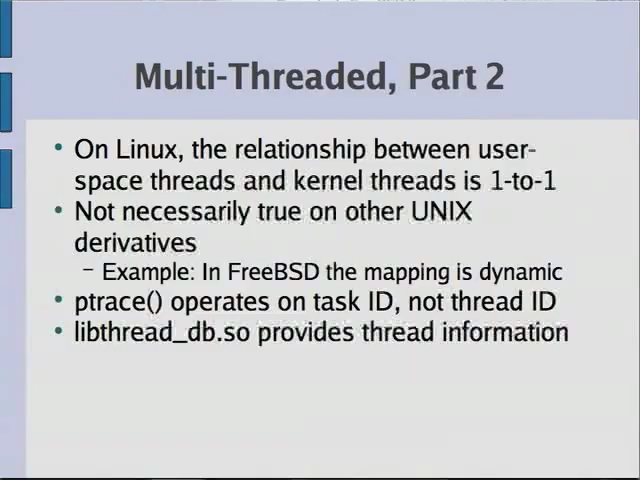 Multi-Threaded, Part 2
• On Linux, the relationship between user-
space threads and kernel threads is 1-to-1
• Not necessarily true on other UNIX
derivatives
– Example: In FreeBSD the mapping is dynamic
• ptrace() operates on task ID, not thread ID
• libthread_db.so provides thread information